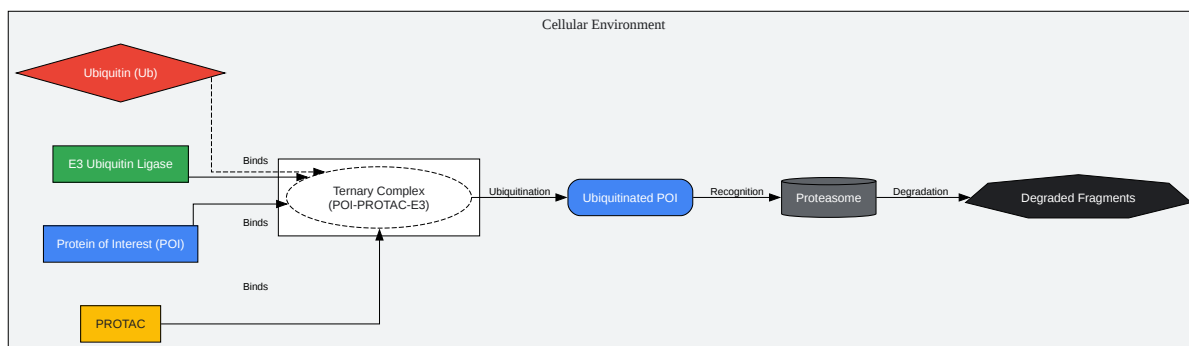 Cellular Environment
Ubiquitin (Ub)
E3 Ubiquitin Ligase
Binds
Protein of Interest (POI)
Binds
PROTAC
Binds
Ternary Complex
(POI-PROTAC-E3)
Ubiquitination
Ubiquitinated POI
Recognition
Proteasome
Degradation
Degraded Fragments